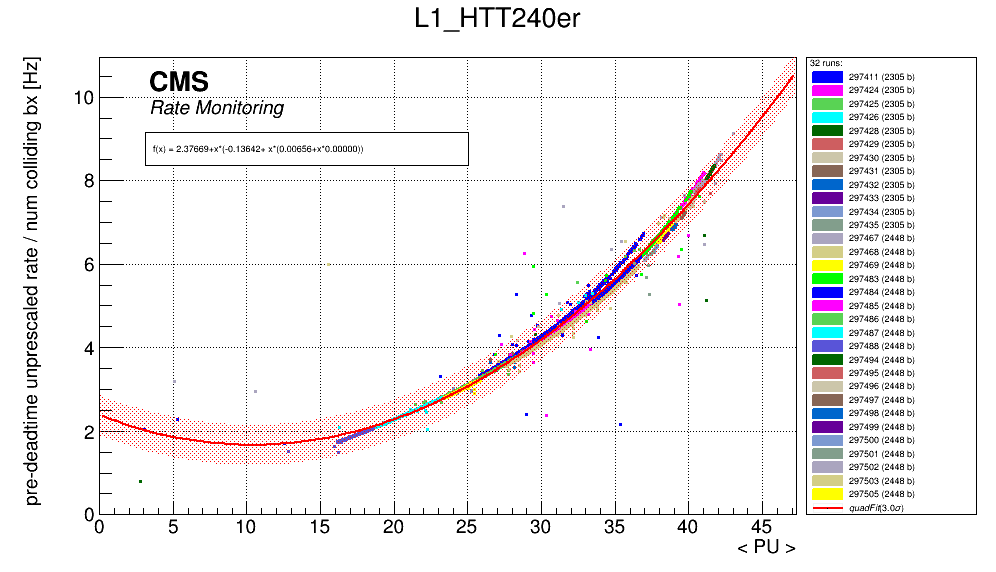 L1_HTT240er
pre-deadtime unprescaled rate / num colliding bx [Hz]
CMS
Rate Monitoring
f(x) = 2.37669+x*(-0.13642+ x*(0.00656+x*0.00000))
10
8
6
4
2
0
0 5 10 15 20 25 30 35 40 45
< PU >
32 runs:
297411 (2305 b)
297424 (2305 b)
297425 (2305 b)
297426 (2305 b)
297428 (2305 b)
297429 (2305 b)
297430 (2305 b)
297431 (2305 b)
297432 (2305 b)
297433 (2305 b)
297434 (2305 b)
297435 (2305 b)
297467 (2448 b)
297468 (2448 b)
297469 (2448 b)
297483 (2448 b)
297484 (2448 b)
297485 (2448 b)
297486 (2448 b)
297487 (2448 b)
297488 (2448 b)
297494 (2448 b)
297495 (2448 b)
297496 (2448 b)
297497 (2448 b)
297498 (2448 b)
297499 (2448 b)
297500 (2448 b)
297501 (2448 b)
297502 (2448 b)
297503 (2448 b)
297505 (2448 b)
quadFit(3.0σ)